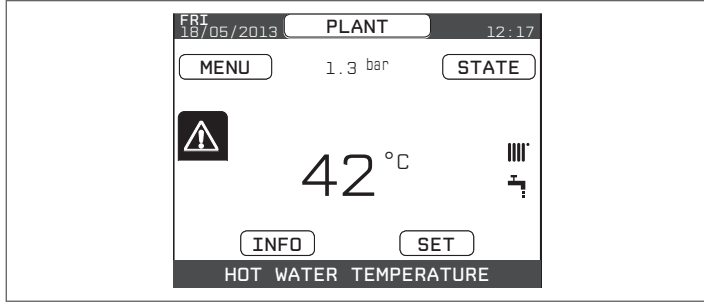 FRI
18/05/2013 PLANT 12:17
MENU 1.3 bar STATE
42 °C
INFO SET
HOT WATER TEMPERATURE